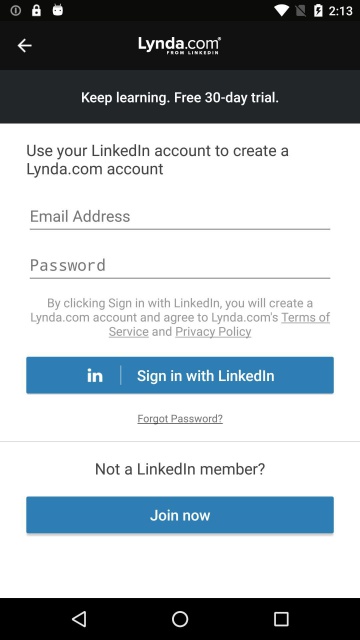 2:13
Lynda.com®
FROM LINKEDIN
Keep learning. Free 30-day trial.
Use your LinkedIn account to create a
Lynda.com account
Email Address
Password
By clicking Sign in with LinkedIn, you will create a
Lynda.com account and agree to Lynda.com's Terms of
Service and Privacy Policy
in Sign in with LinkedIn
Forgot Password?
Not a LinkedIn member?
Join now